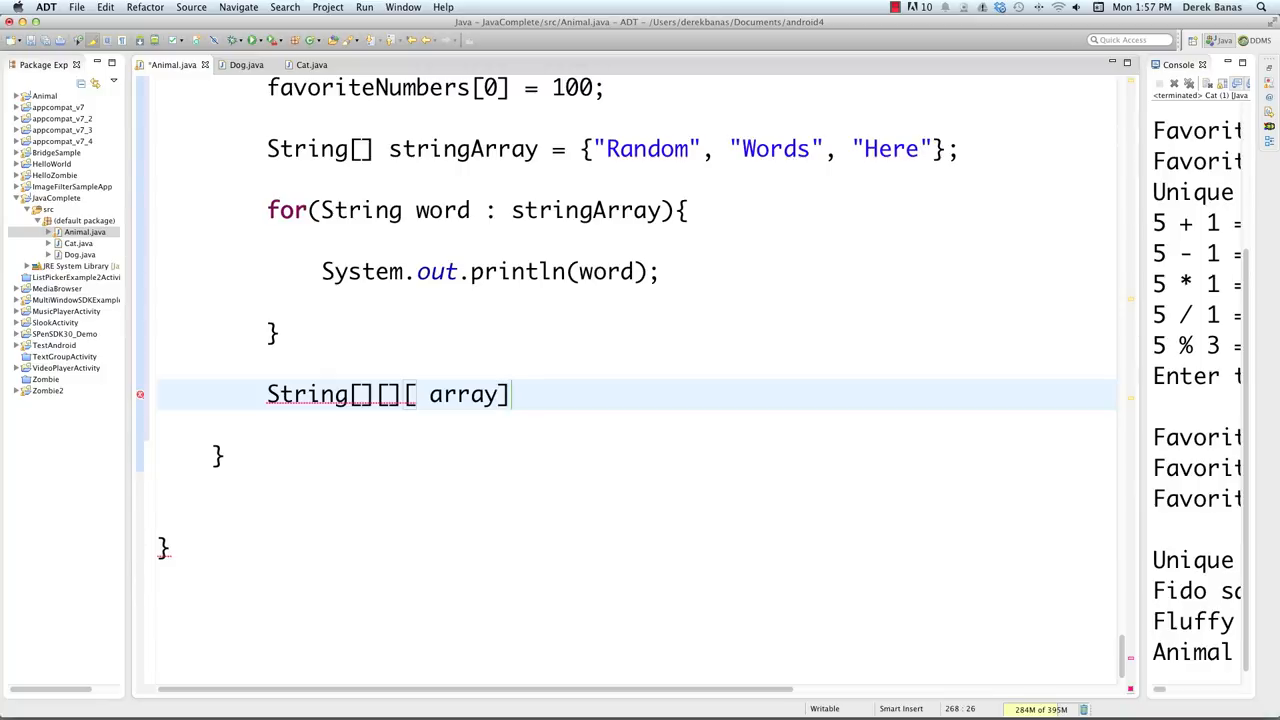 ADT File Edit Refactor Source Navigate Search Project Run Window Help 10 Mon 1:57 PM Derek Banas
Java – JavaComplete/src/Animal.java – ADT – /Users/derekbanas/Documents/android4
Quick Access Java DDMS
Package Exp
*Animal.java Dog.java Cat.java
Console
<terminated> Cat (1) [Java
Animal
appcompat_v7
appcompat_v7_2
appcompat_v7_3
appcompat_v7_4
BridgeSample
HelloWorld
HelloZombie
ImageFilterSampleApp
JavaComplete
src
(default package)
Animal.java
Cat.java
Dog.java
JRE System Library [Ja
ListPickerExample2Activi
MediaBrowser
MultiWindowSDKExample
MusicPlayerActivity
SlookActivity
SPenSDK30_Demo
TestAndroid
TextGroupActivity
VideoPlayerActivity
Zombie
Zombie2
favoriteNumbers[0] = 100;
String[] stringArray = {"Random", "Words", "Here"};
for(String word : stringArray){
System.out.println(word);
}
String[][][ array]
}
}
Favorit
Favorit
Unique
5 + 1 =
5 - 1 =
5 * 1 =
5 / 1 =
5 % 3 =
Enter t
Favorit
Favorit
Favorit
Unique
Fido sa
Fluffy
Animal
Writable Smart Insert 268 : 26 284M of 395M